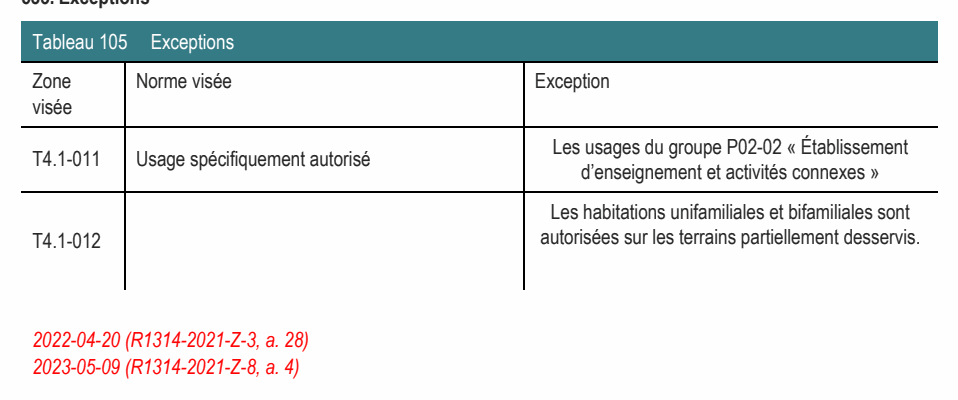 Tableau 105 Exceptions
Zone visée
Norme visée
Exception
T4.1-011
Usage spécifiquement autorisé
Les usages du groupe P02-02 « Établissement
d’enseignement et activités connexes »
T4.1-012
Les habitations unifamiliales et bifamiliales sont
autorisées sur les terrains partiellement desservis.
2022-04-20 (R1314-2021-Z-3, a. 28)
2023-05-09 (R1314-2021-Z-8, a. 4)